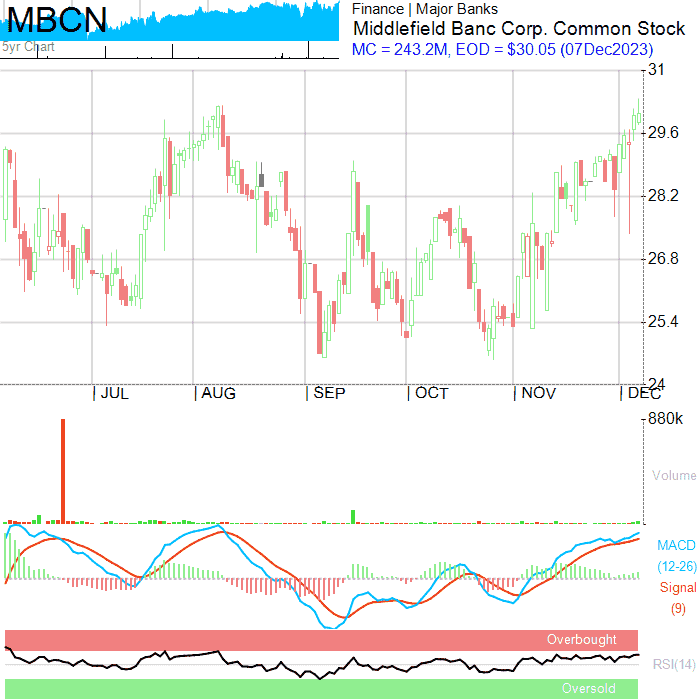 MBCN
5yr Chart
Finance | Major Banks
Middlefield Banc Corp. Common Stock
MC = 243.2M, EOD = $30.05 (07Dec2023)
31
29.6
28.2
26.8
25.4
24
JUL
AUG
SEP
OCT
NOV
DEC
880k
Volume
MACD
(12-26)
Signal
(9)
Overbought
RSI(14)
Oversold